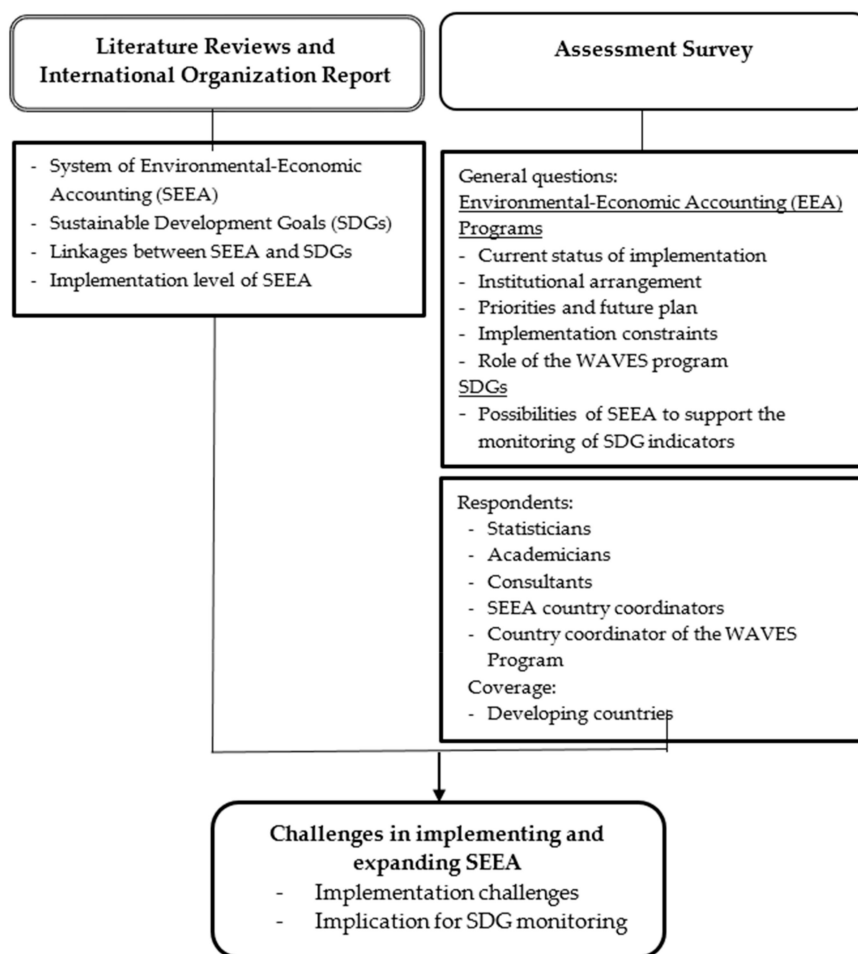 Literature Reviews and
International Organization Report
- System of Environmental-Economic
Accounting (SEEA)
- Sustainable Development Goals (SDGs)
- Linkages between SEEA and SDGs
- Implementation level of SEEA
Assessment Survey
General questions:
Environmental-Economic Accounting (EEA)
Programs
- Current status of implementation
- Institutional arrangement
- Priorities and future plan
- Implementation constraints
- Role of the WAVES program
SDGs
- Possibilities of SEEA to support the
monitoring of SDG indicators
Respondents:
- Statisticians
- Academicians
- Consultants
- SEEA country coordinators
- Country coordinator of the WAVES
Program
Coverage:
- Developing countries
Challenges in implementing and
expanding SEEA
- Implementation challenges
- Implication for SDG monitoring